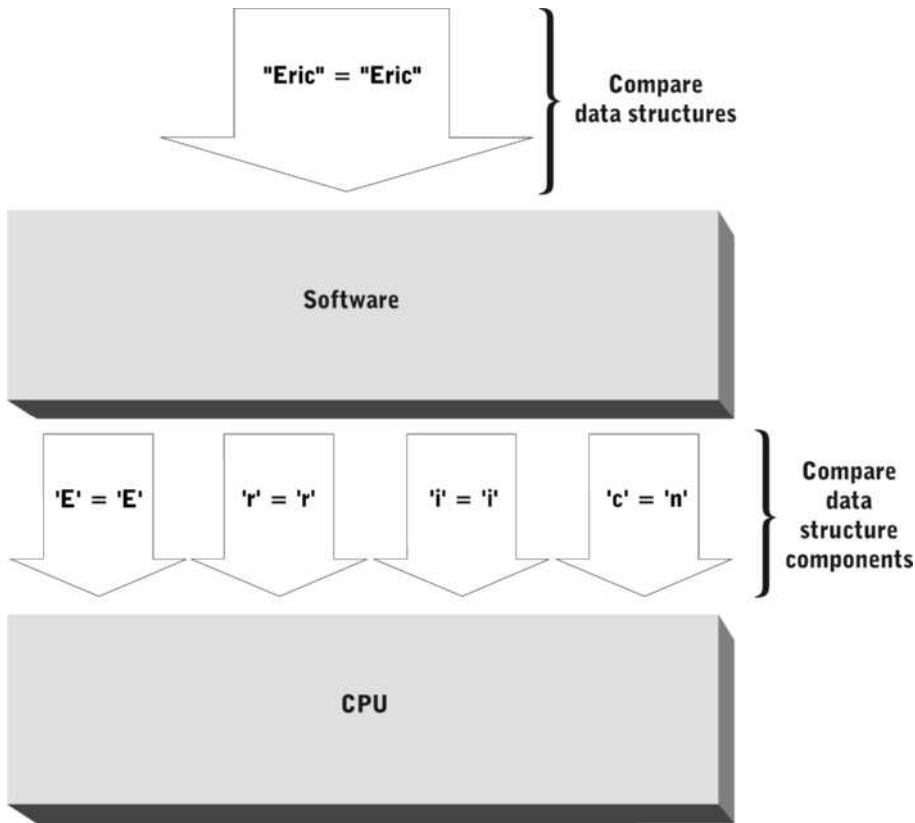 "Eric" = "Eric"
Compare
data structures
Software
'E' = 'E'
'r' = 'r'
'i' = 'i'
'c' = 'n'
Compare
data
structure
components
CPU